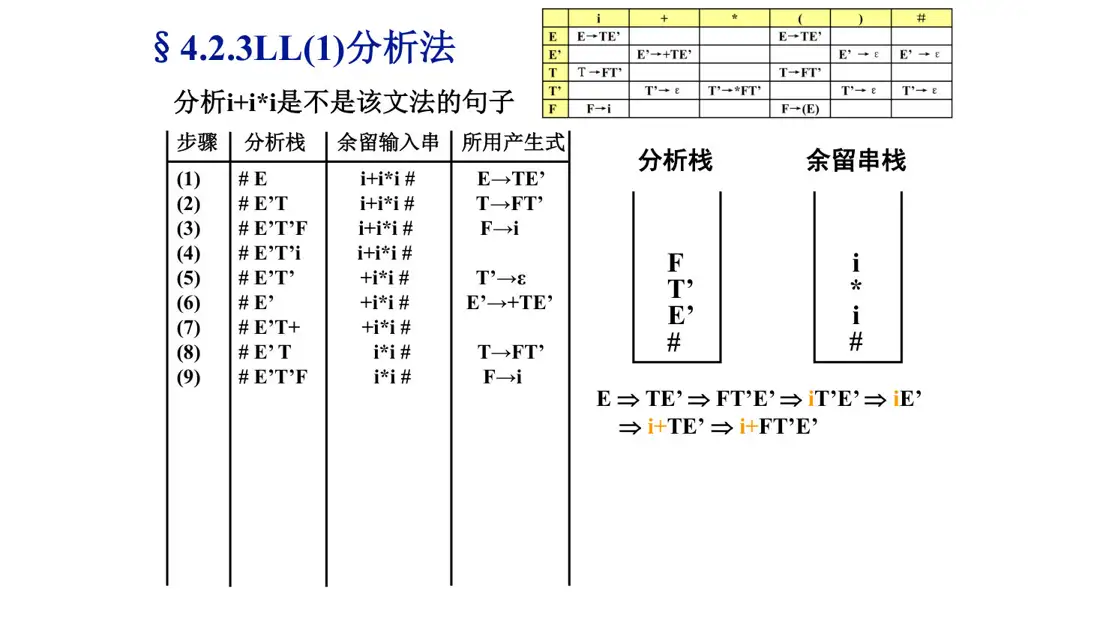 §4.2.3LL(1)分析法
分析i+i*i是不是该文法的句子
i + * ( ) #
E E→TE’ E→TE’
E’ E’→+TE’ E’→ε E’→ε
T T→FT’ T→FT’
T’ T’→ε T’→*FT’ T’→ε T’→ε
F F→i F→(E)
步骤 分析栈 余留输入串 所用产生式
(1) # E i+i*i # E→TE’
(2) # E’T i+i*i # T→FT’
(3) # E’T’F i+i*i # F→i
(4) # E’T’i i+i*i #
(5) # E’T’ +i*i # T’→ε
(6) # E’ +i*i # E’→+TE’
(7) # E’T+ +i*i #
(8) # E’ T i*i # T→FT’
(9) # E’T’F i*i # F→i
分析栈 余留串栈
F i
T’ *
E’ i
# #
E ⇒ TE’ ⇒ FT’E’ ⇒ iT’E’ ⇒ iE’
⇒ i+TE’ ⇒ i+FT’E’